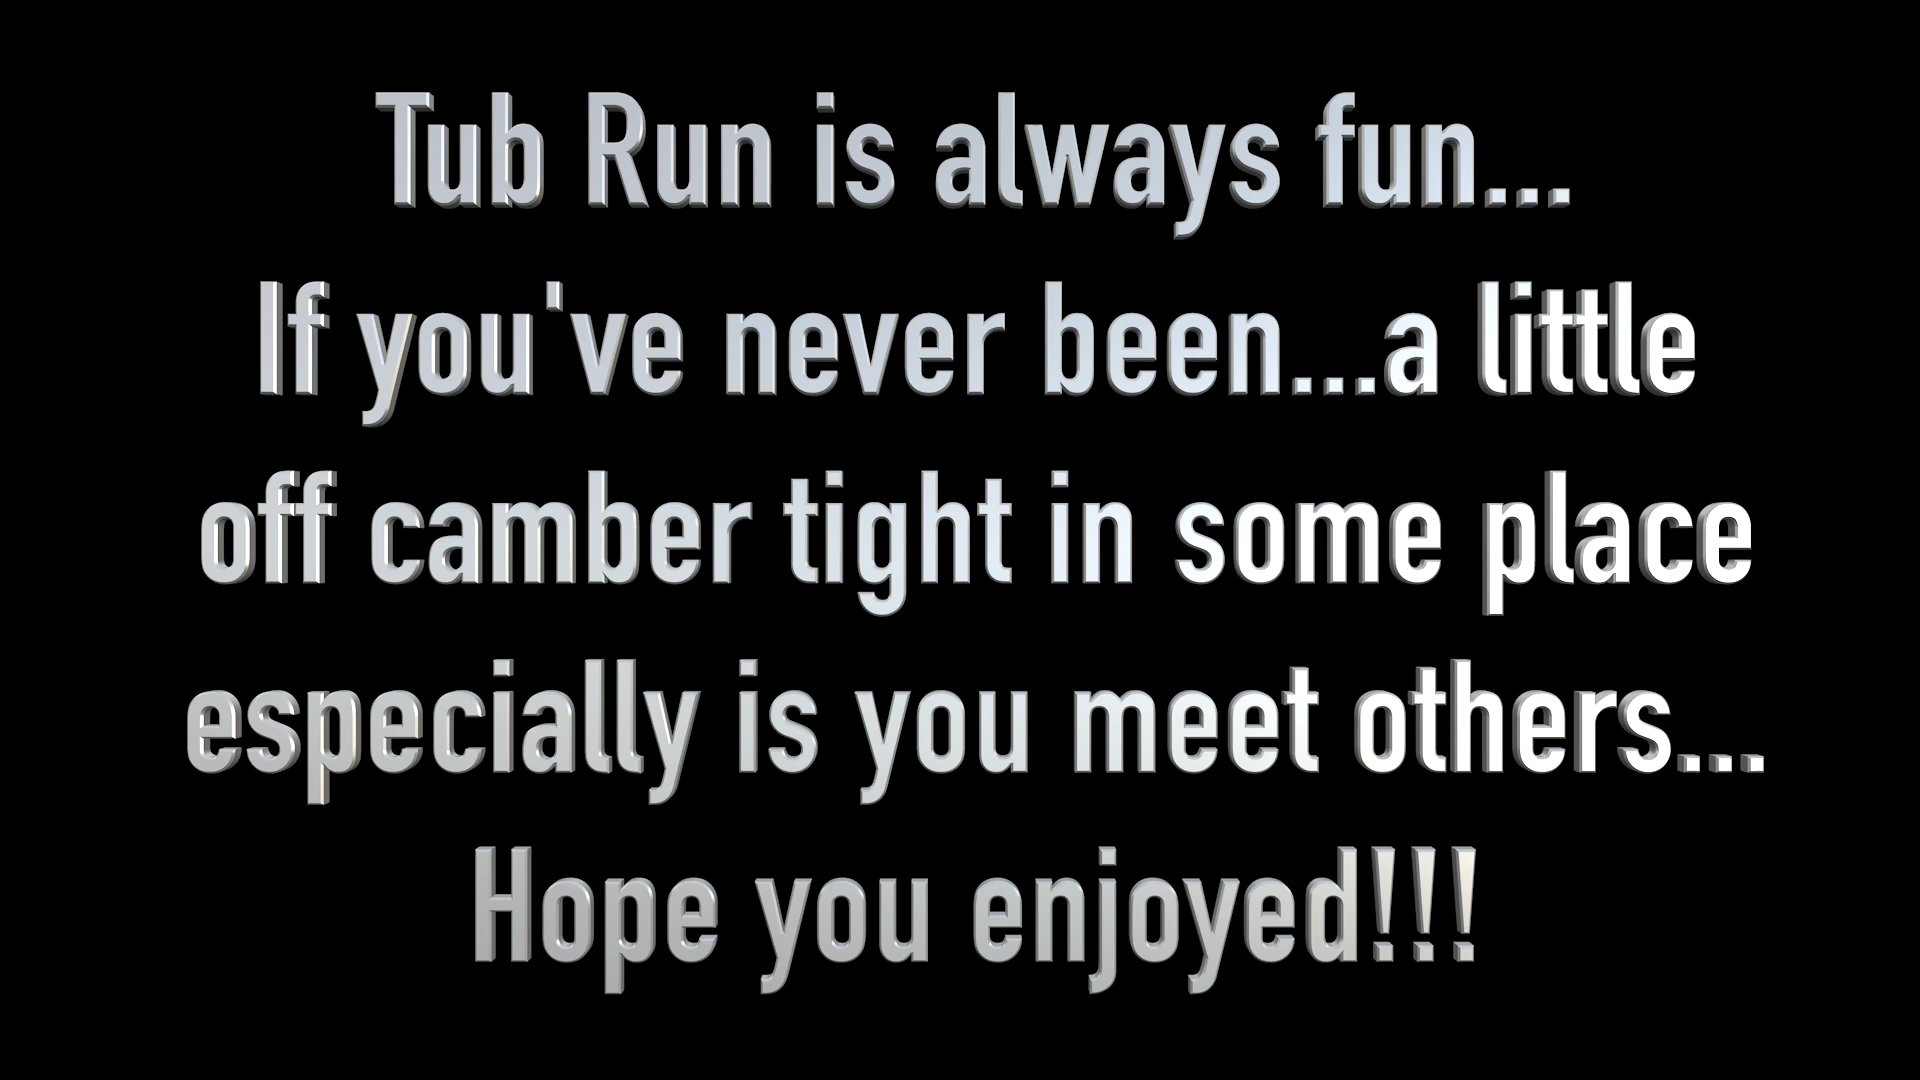 Tub Run is always fun...
If you've never been...a little
off camber tight in some place
especially is you meet others...
Hope you enjoyed!!!